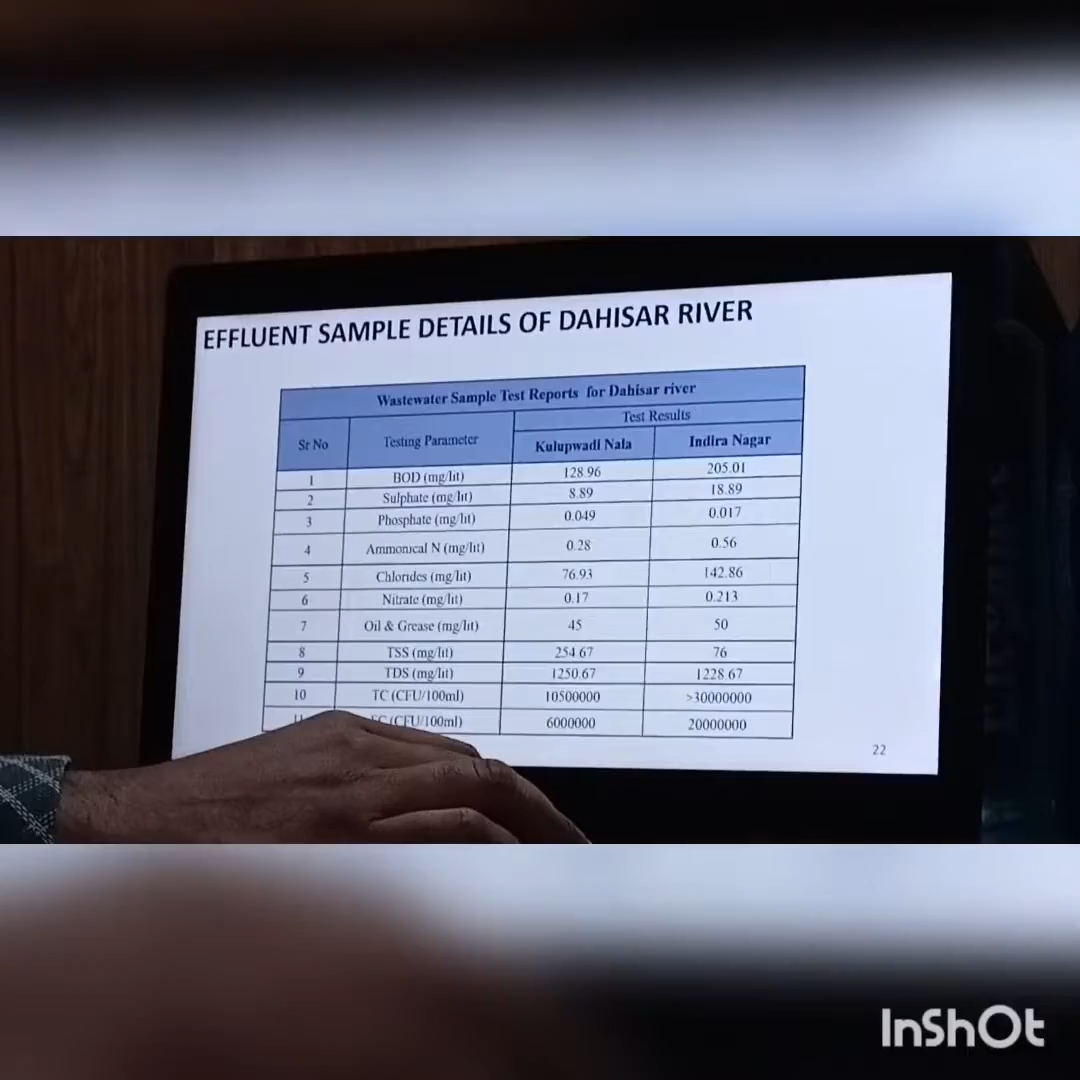 EFFLUENT SAMPLE DETAILS OF DAHISAR RIVER
Wastewater Sample Test Reports for Dahisar river
Sr No Testing Parameter Test Results
Kulupwadi Nala Indira Nagar
1 BOD (mg/lit) 128.96 205.01
2 Sulphate (mg/lit) 8.89 18.89
3 Phosphate (mg/lit) 0.049 0.017
4 Ammonical N (mg/lit) 0.28 0.56
5 Chlorides (mg/lit) 76.93 142.86
6 Nitrate (mg/lit) 0.17 0.213
7 Oil & Grease (mg/lit) 45 50
8 TSS (mg/lit) 254.67 76
9 TDS (mg/lit) 1250.67 1228.67
10 TC (CFU/100ml) 10500000 >30000000
(CFU/100ml) 6000000 20000000
22
InShOt